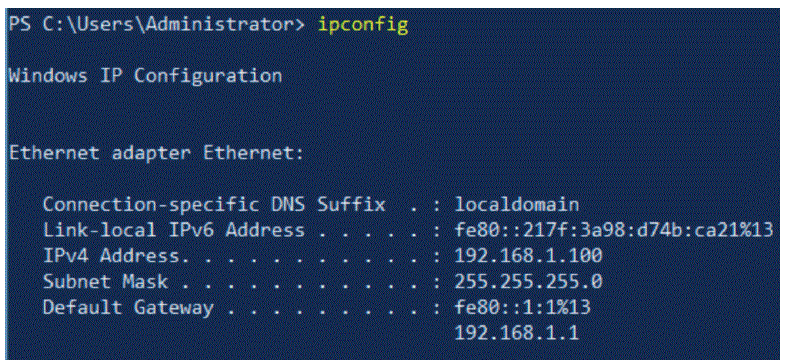 PS C:\Users\Administrator> ipconfig
Windows IP Configuration
Ethernet adapter Ethernet:
Connection-specific DNS Suffix  . : localdomain
Link-local IPv6 Address . . . . . : fe80::217f:3a98:d74b:ca21%13
IPv4 Address. . . . . . . . . . . : 192.168.1.100
Subnet Mask . . . . . . . . . . . : 255.255.255.0
Default Gateway . . . . . . . . . : fe80::1:1%13
192.168.1.1